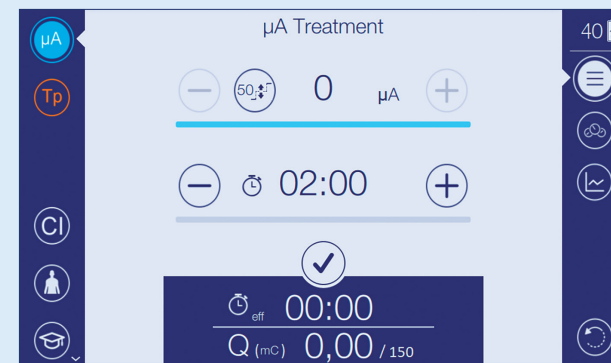 µA Treatment
µA
Tp
CI
50
0 µA
02:00
eff 00:00
Q (mC) 0,00 / 150
40